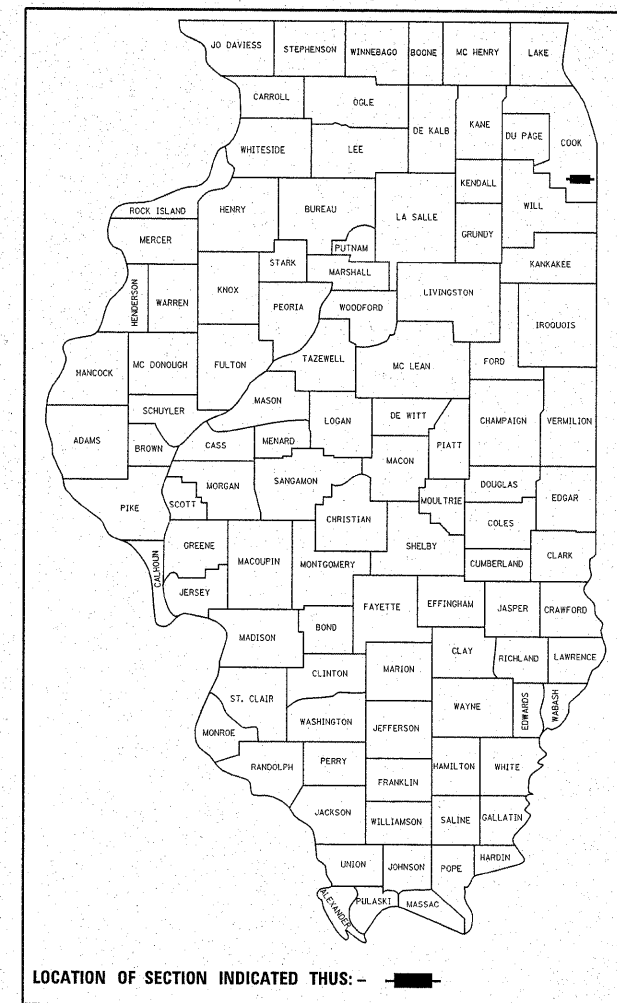 JO DAVIESS
STEPHENSON
WINNEBAGO
BOONE
MC HENRY
LAKE
CARROLL
OGLE
DE KALB
KANE
DU PAGE
COOK
WHITESIDE
LEE
KENDALL
WILL
ROCK ISLAND
HENRY
BUREAU
LA SALLE
GRUNDY
MERCER
PUTNAM
KANKAKEE
STARK
MARSHALL
HENDERSON
WARREN
KNOX
PEORIA
WOODFORD
LIVINGSTON
IROQUOIS
HANCOCK
MC DONOUGH
FULTON
TAZEWELL
MC LEAN
FORD
MASON
SCHUYLER
LOGAN
DE WITT
CHAMPAIGN
VERMILION
ADAMS
BROWN
CASS
MENARD
MACON
PIATT
MORGAN
SANGAMON
DOUGLAS
EDGAR
PIKE
SCOTT
CHRISTIAN
MOULTRIE
COLES
GREENE
MACOUPIN
MONTGOMERY
SHELBY
CUMBERLAND
CLARK
CALHOUN
JERSEY
FAYETTE
EFFINGHAM
JASPER
CRAWFORD
MADISON
BOND
CLAY
RICHLAND
LAWRENCE
CLINTON
MARION
ST. CLAIR
WAYNE
EDWARDS
WABASH
MONROE
WASHINGTON
JEFFERSON
RANDOLPH
PERRY
HAMILTON
WHITE
FRANKLIN
JACKSON
WILLIAMSON
SALINE
GALLATIN
UNION
JOHNSON
POPE
HARDIN
ALEXANDER
PULASKI
MASSAC
LOCATION OF SECTION INDICATED THUS: –